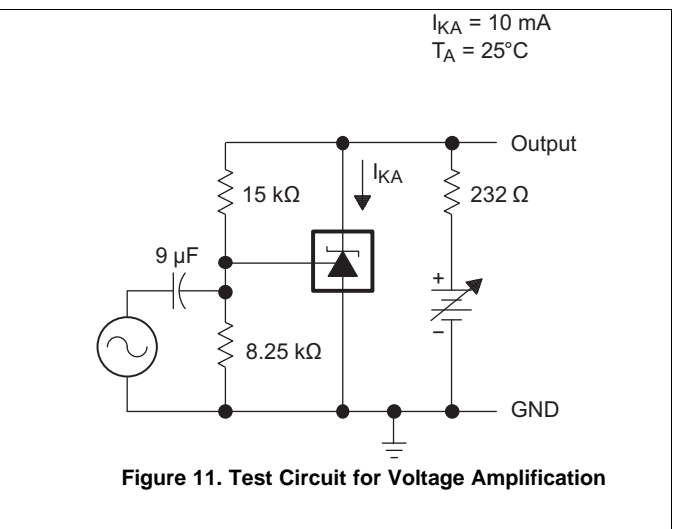 I_KA = 10 mA
T_A = 25°C
Output
I_KA
15 kΩ
232 Ω
9 μF
+
−
8.25 kΩ
GND
Figure 11. Test Circuit for Voltage Amplification